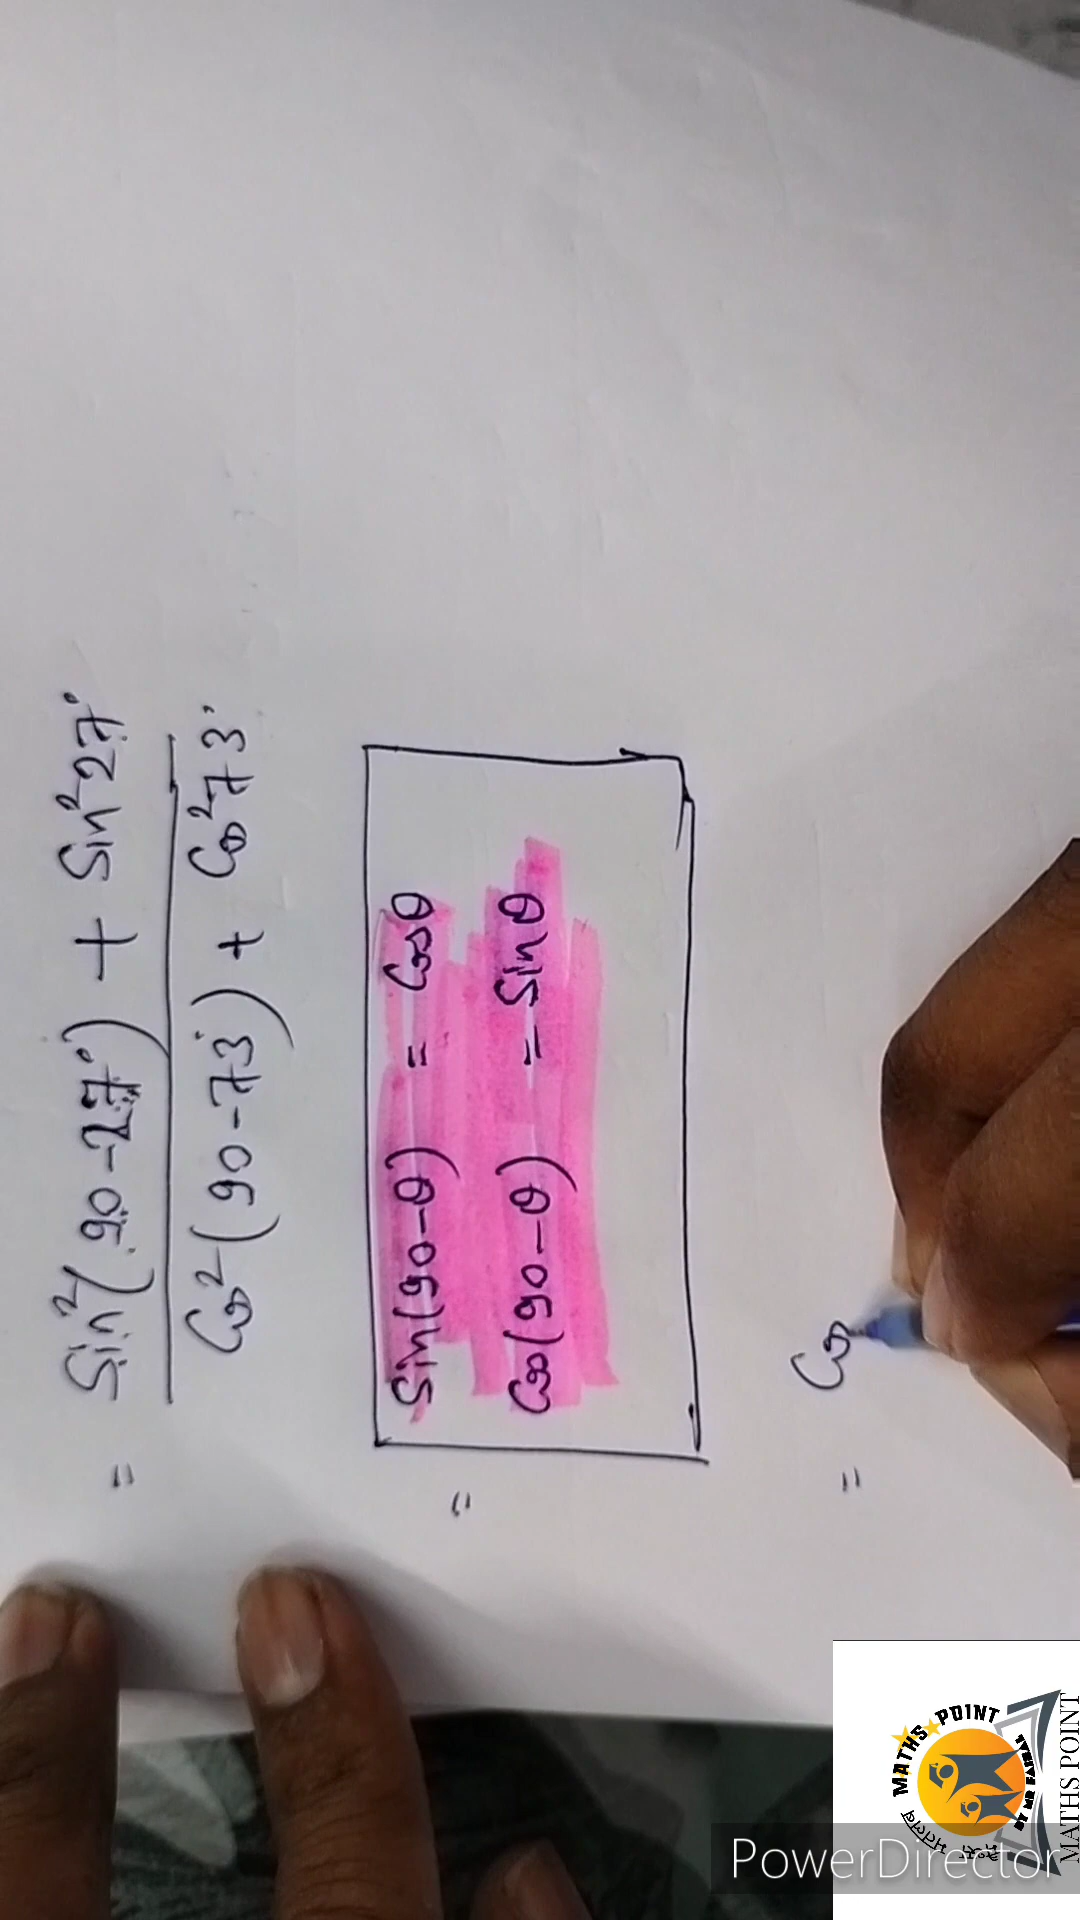 = Sin²(90-27°) + Sin²27°
Cos²(90-73°) + Cos²73°
Sin(90-θ) = Cosθ
= Cos(90-θ) = Sinθ
= Cos
MATHS POINT
MATHS POINT
PowerDirector